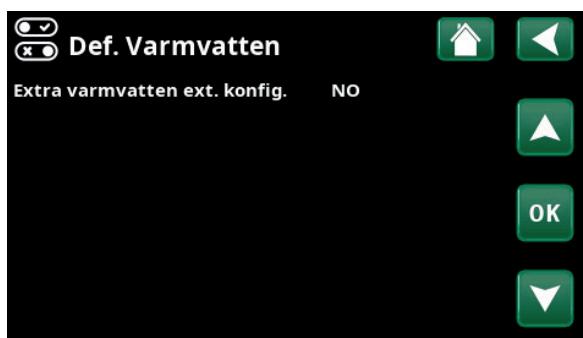 Def. Varmvatten
Extra varmvatten ext. konfig. NO
OK